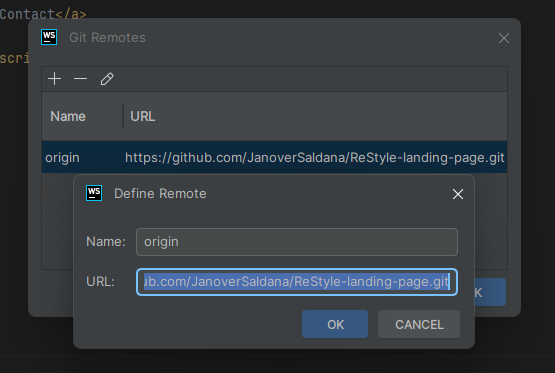 Contact</a>
scri
WS Git Remotes
Name URL
origin https://github.com/JanoverSaldana/ReStyle-landing-page.git
WS Define Remote
Name: origin
URL: ub.com/JanoverSaldana/ReStyle-landing-page.git
K
OK CANCEL